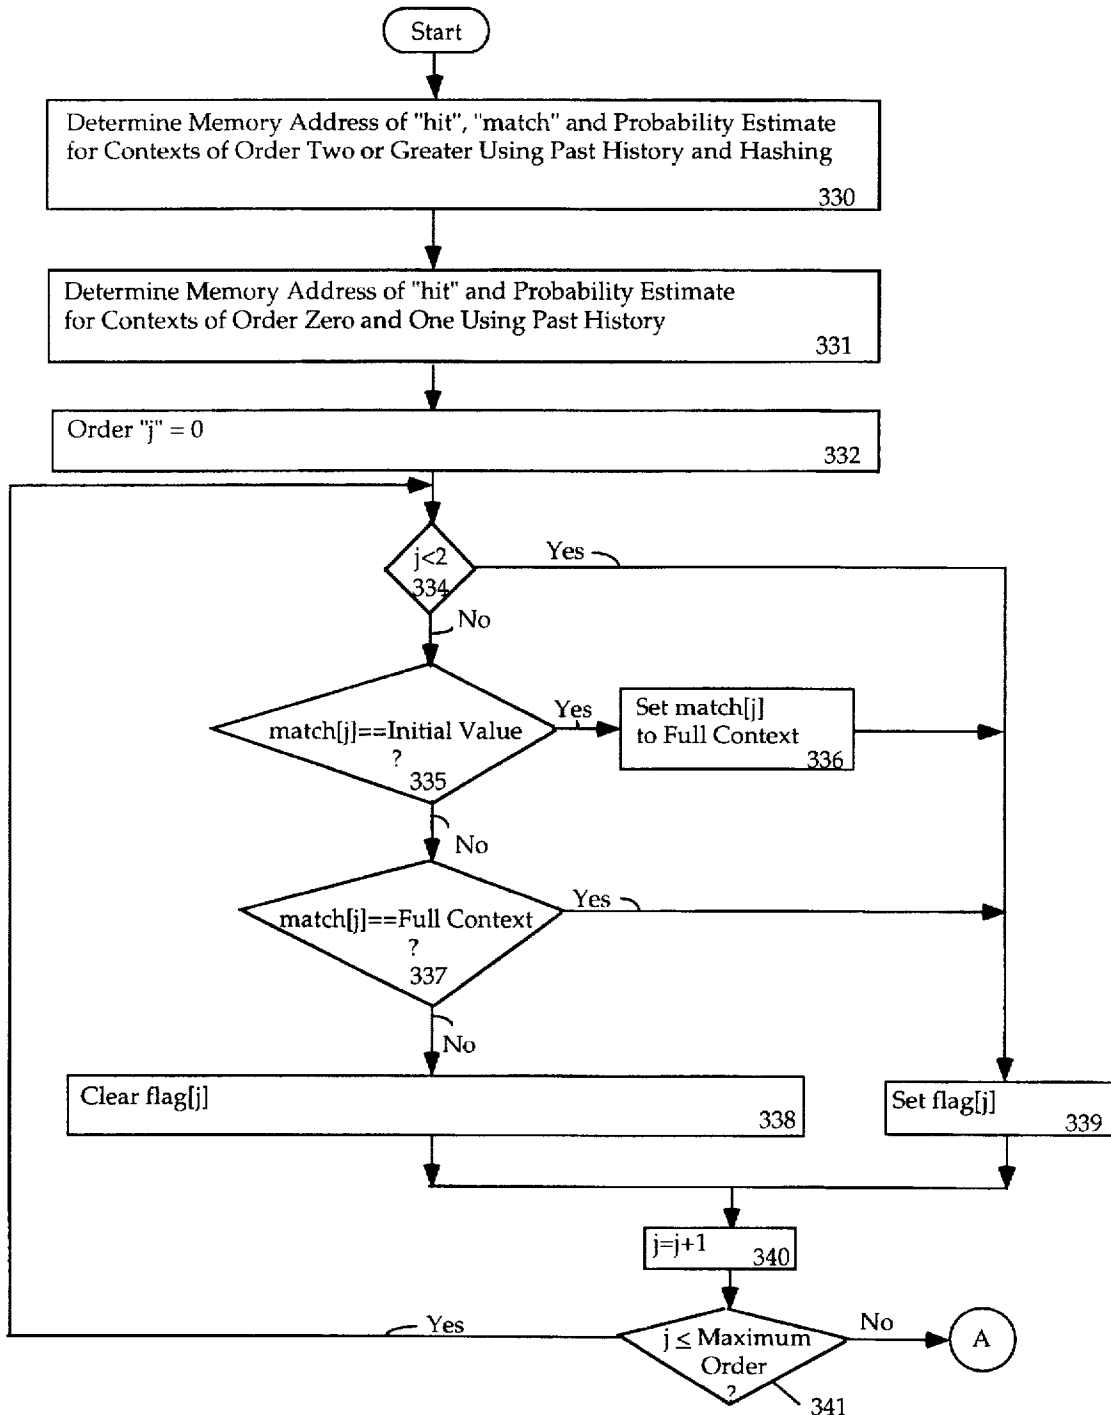 Start
Determine Memory Address of "hit", "match" and Probability Estimate
for Contexts of Order Two or Greater Using Past History and Hashing
330
Determine Memory Address of "hit" and Probability Estimate
for Contexts of Order Zero and One Using Past History
331
Order "j" = 0
332
j<2
334
Yes
No
match[j]==Initial Value
?
335
Yes
Set match[j]
to Full Context
336
No
match[j]==Full Context
?
337
Yes
No
Clear flag[j]
338
Set flag[j]
339
j=j+1
340
j ≤ Maximum
Order
?
341
Yes
No
A